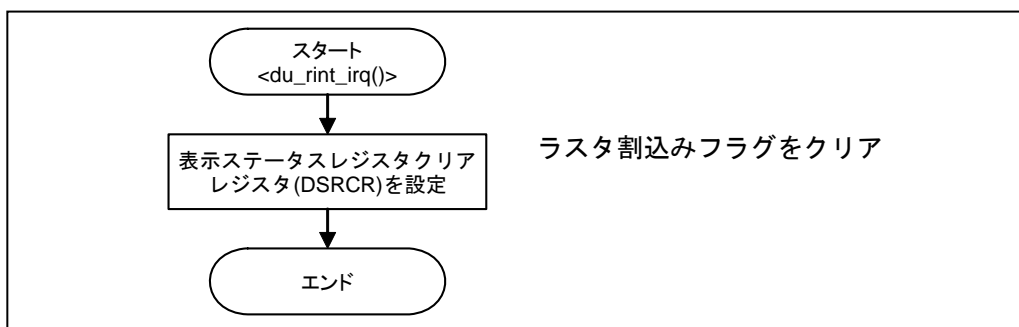 スタート
<du_rint_irq()>
表示ステータスレジスタクリア
レジスタ(DSRCR)を設定
ラスタ割込みフラグをクリア
エンド